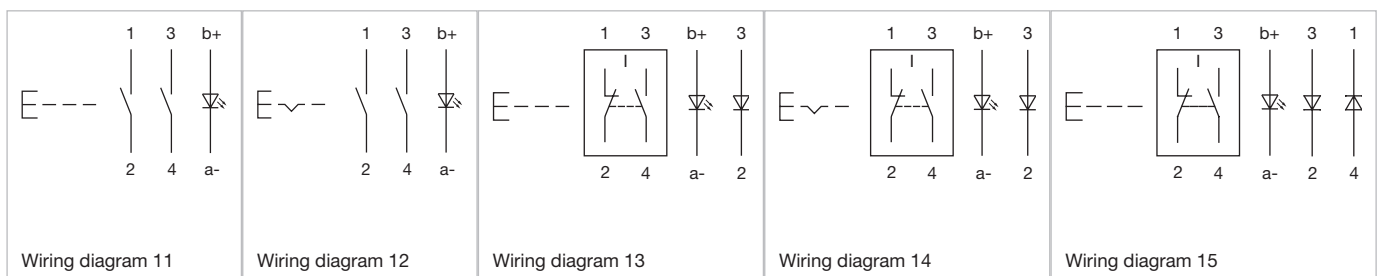 1 3 b+
2 4 a-
Wiring diagram 11
1 3 b+
2 4 a-
Wiring diagram 12
1 3 b+ 3
I
2 4 a- 2
Wiring diagram 13
1 3 b+ 3
I
2 4 a- 2
Wiring diagram 14
1 3 b+ 3 1
I
2 4 a- 2 4
Wiring diagram 15